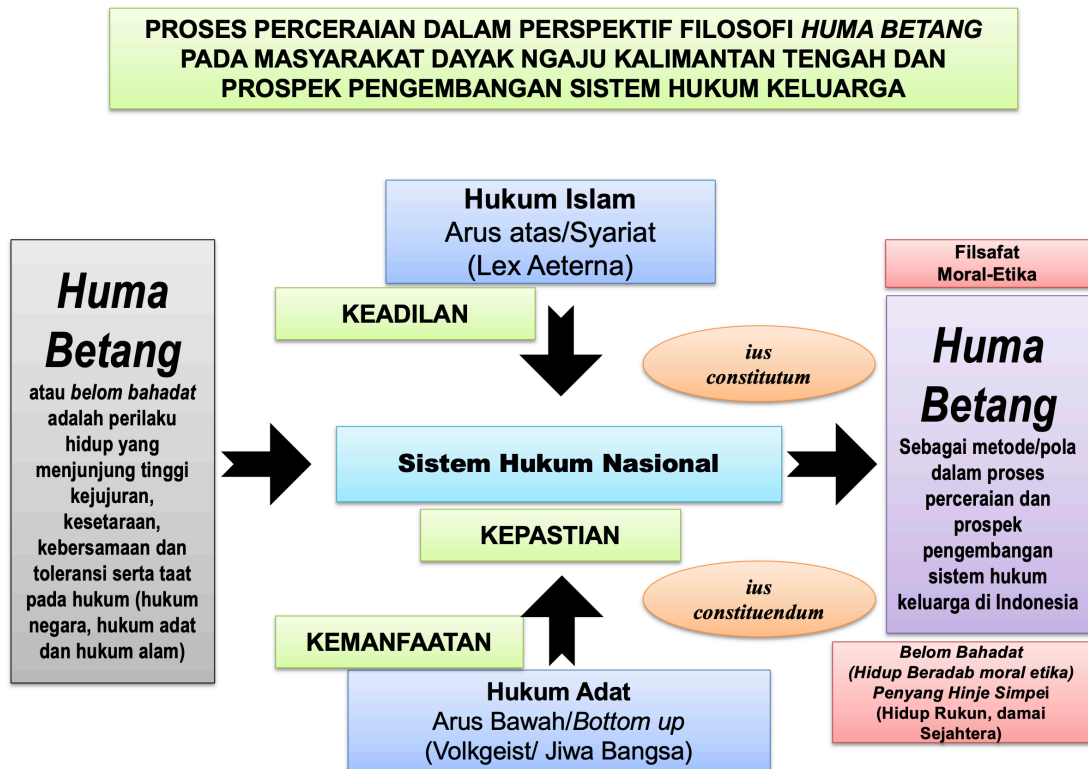 PROSES PERCERAIAN DALAM PERSPEKTIF FILOSOFI HUMA BETANG
PADA MASYARAKAT DAYAK NGAJU KALIMANTAN TENGAH DAN
PROSPEK PENGEMBANGAN SISTEM HUKUM KELUARGA
Huma
Betang
atau belom bahadat
adalah perilaku
hidup yang
menjunjung tinggi
kejujuran,
kesetaraan,
kebersamaan dan
toleransi serta taat
pada hukum (hukum
negara, hukum adat
dan hukum alam)
Hukum Islam
Arus atas/Syariat
(Lex Aeterna)
KEADILAN
ius
constitutum
Sistem Hukum Nasional
KEPASTIAN
ius
constituendum
KEMANFAATAN
Hukum Adat
Arus Bawah/Bottom up
(Volkgeist/ Jiwa Bangsa)
Filsafat
Moral-Etika
Huma
Betang
Sebagai metode/pola
dalam proses
perceraian dan
prospek
pengembangan
sistem hukum
keluarga di Indonesia
Belom Bahadat
(Hidup Beradab moral etika)
Penyang Hinje Simpei
(Hidup Rukun, damai
Sejahtera)